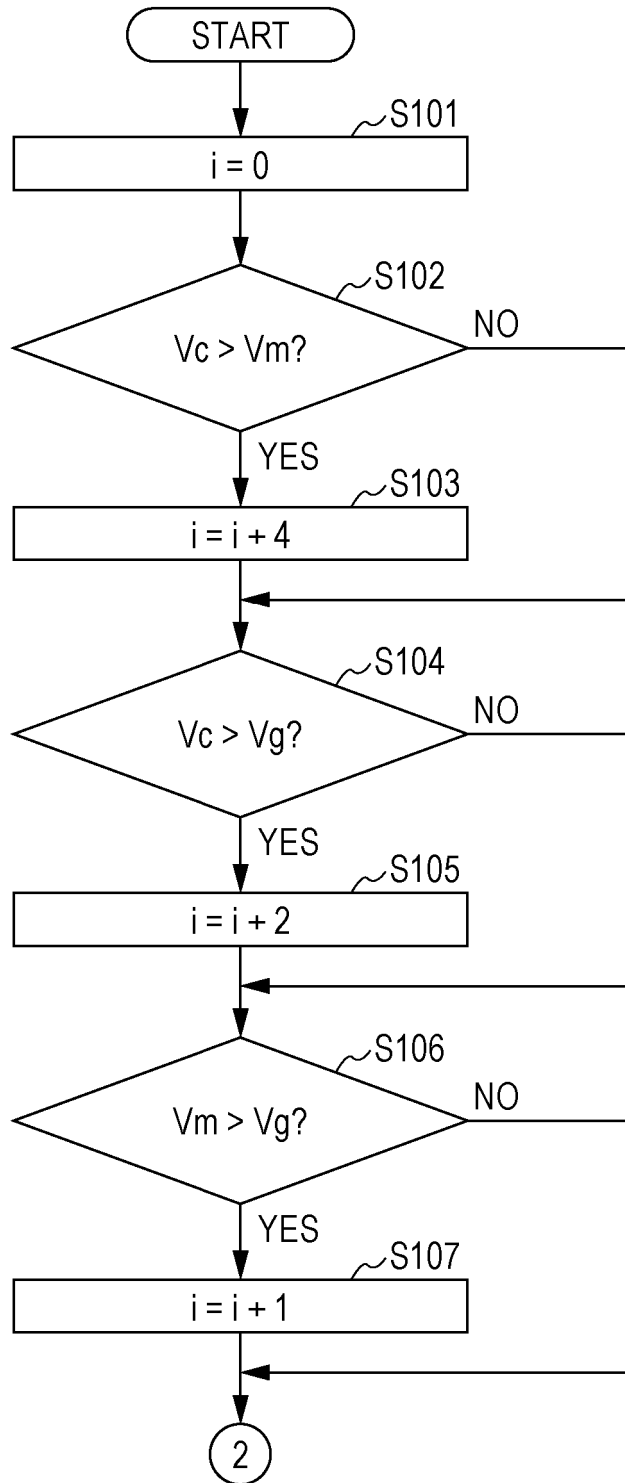 START
S101
i = 0
S102
Vc > Vm?
NO
YES
S103
i = i + 4
S104
Vc > Vg?
NO
YES
S105
i = i + 2
S106
Vm > Vg?
NO
YES
S107
i = i + 1
2